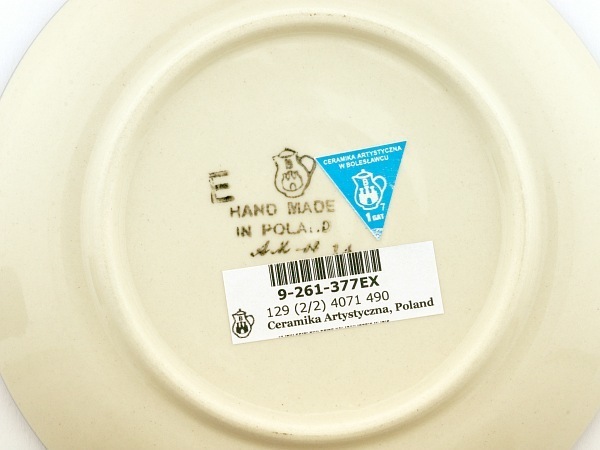 E
HAND MADE
IN POLAND
CERAMIKA ARTYSTYCZNA
W BOLESŁAWCU
B
7
1 GAT
9-261-377EX
129 (2/2) 4071 490
Ceramika Artystyczna, Poland